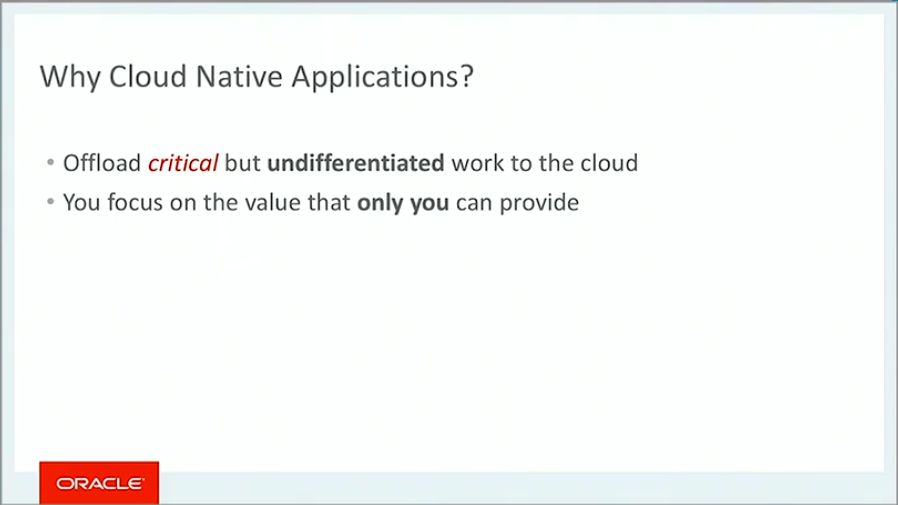 Why Cloud Native Applications?
• Offload critical but undifferentiated work to the cloud
• You focus on the value that only you can provide
ORACLE